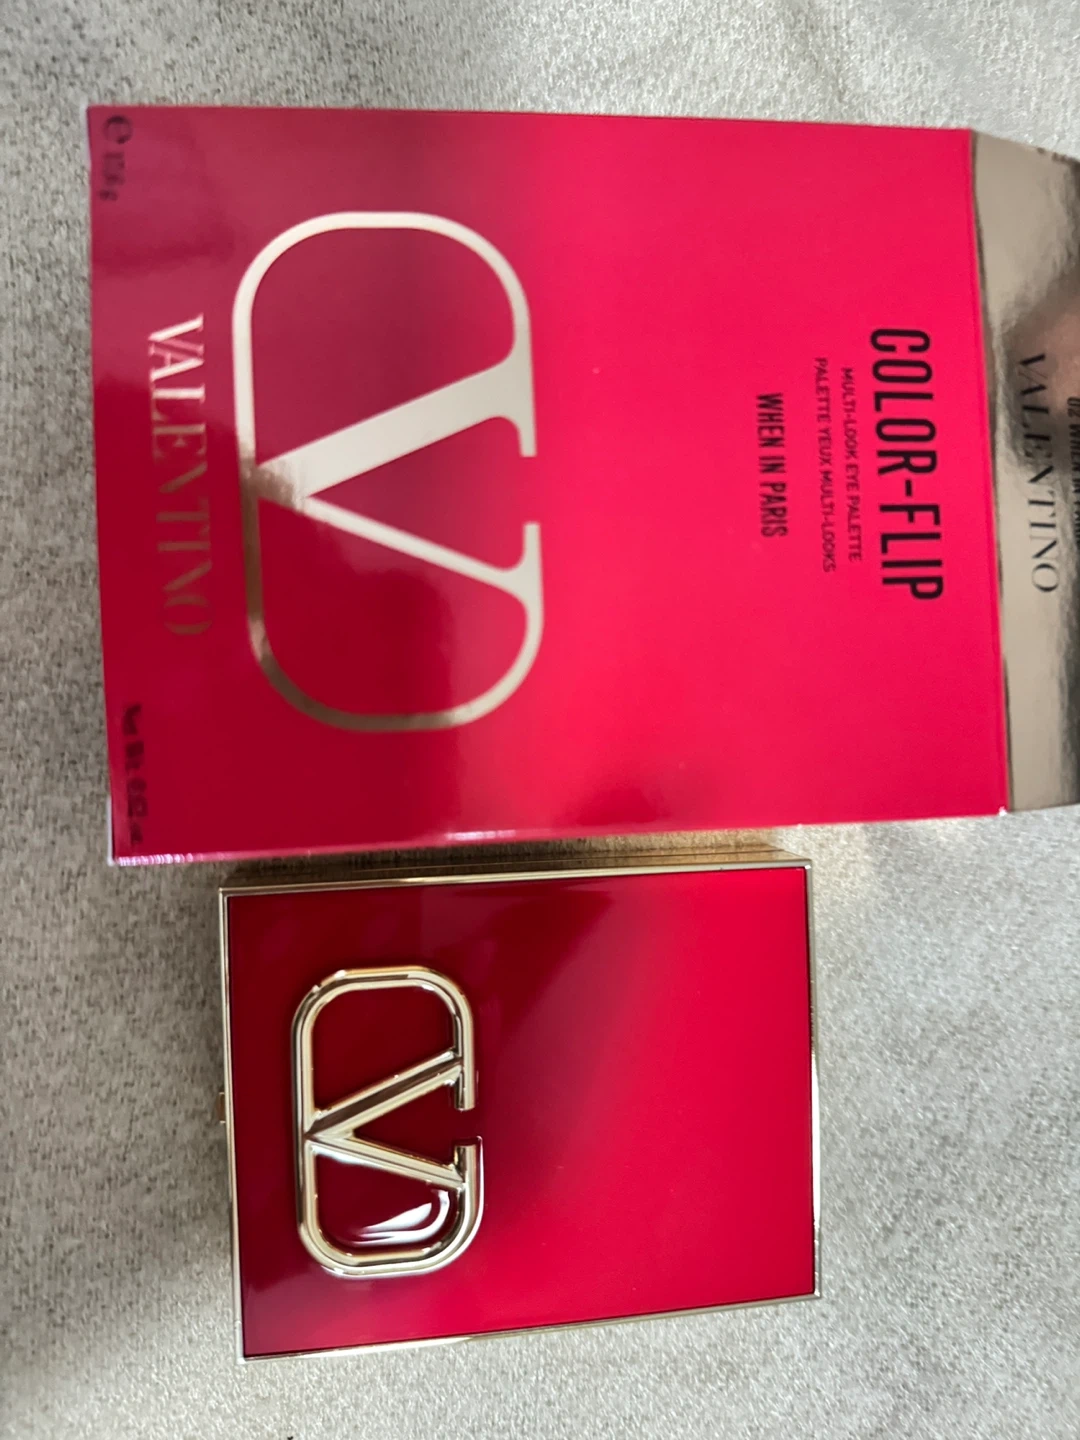 VALENTINO
COLOR-FLIP
MULTI-LOOK EYE PALETTE
PALETTE YEUX MULTI-LOOKS
WHEN IN PARIS
VALENTINO